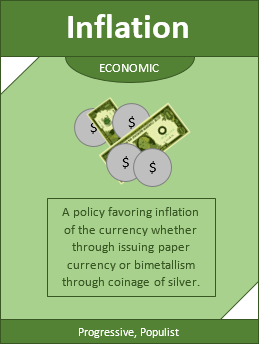 Inflation
ECONOMIC
$
$
$
$
A policy favoring inflation
of the currency whether
through issuing paper
currency or bimetallism
through coinage of silver.
Progressive, Populist